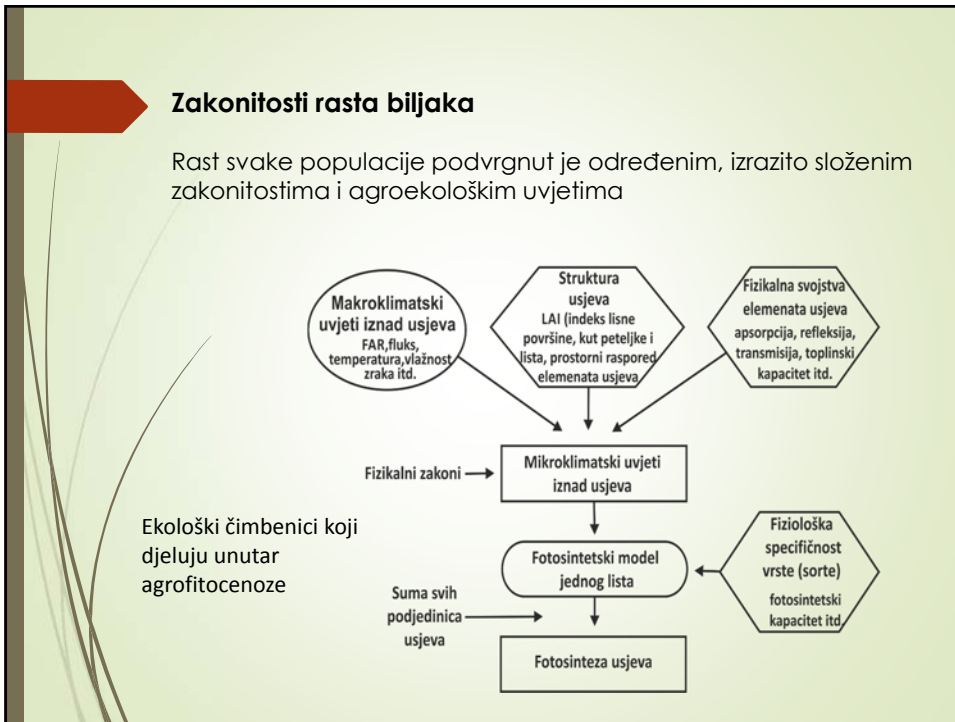 Zakonitosti rasta biljaka
Rast svake populacije podvrgnut je određenim, izrazito složenim
zakonitostima i agroekološkim uvjetima
Makroklimatski
uvjeti iznad usjeva
FAR,fluks,
temperatura,vlažnost
zraka itd.
Struktura
usjeva
LAI (indeks lisne
površine, kut peteljke i
lista, prostorni raspored
elemenata usjeva
Fizikalna svojstva
elemenata usjeva
apsorpcija, refleksija,
transmisija, toplinski
kapacitet itd.
Fizikalni zakoni
Mikroklimatski uvjeti
iznad usjeva
Ekološki čimbenici koji
djeluju unutar
agrofitocenoze
Fotosintetski model
jednog lista
Fiziološka
specifičnost
vrste (sorte)
fotosintetski
kapacitet itd.
Suma svih
podjedinica
usjeva
Fotosinteza usjeva